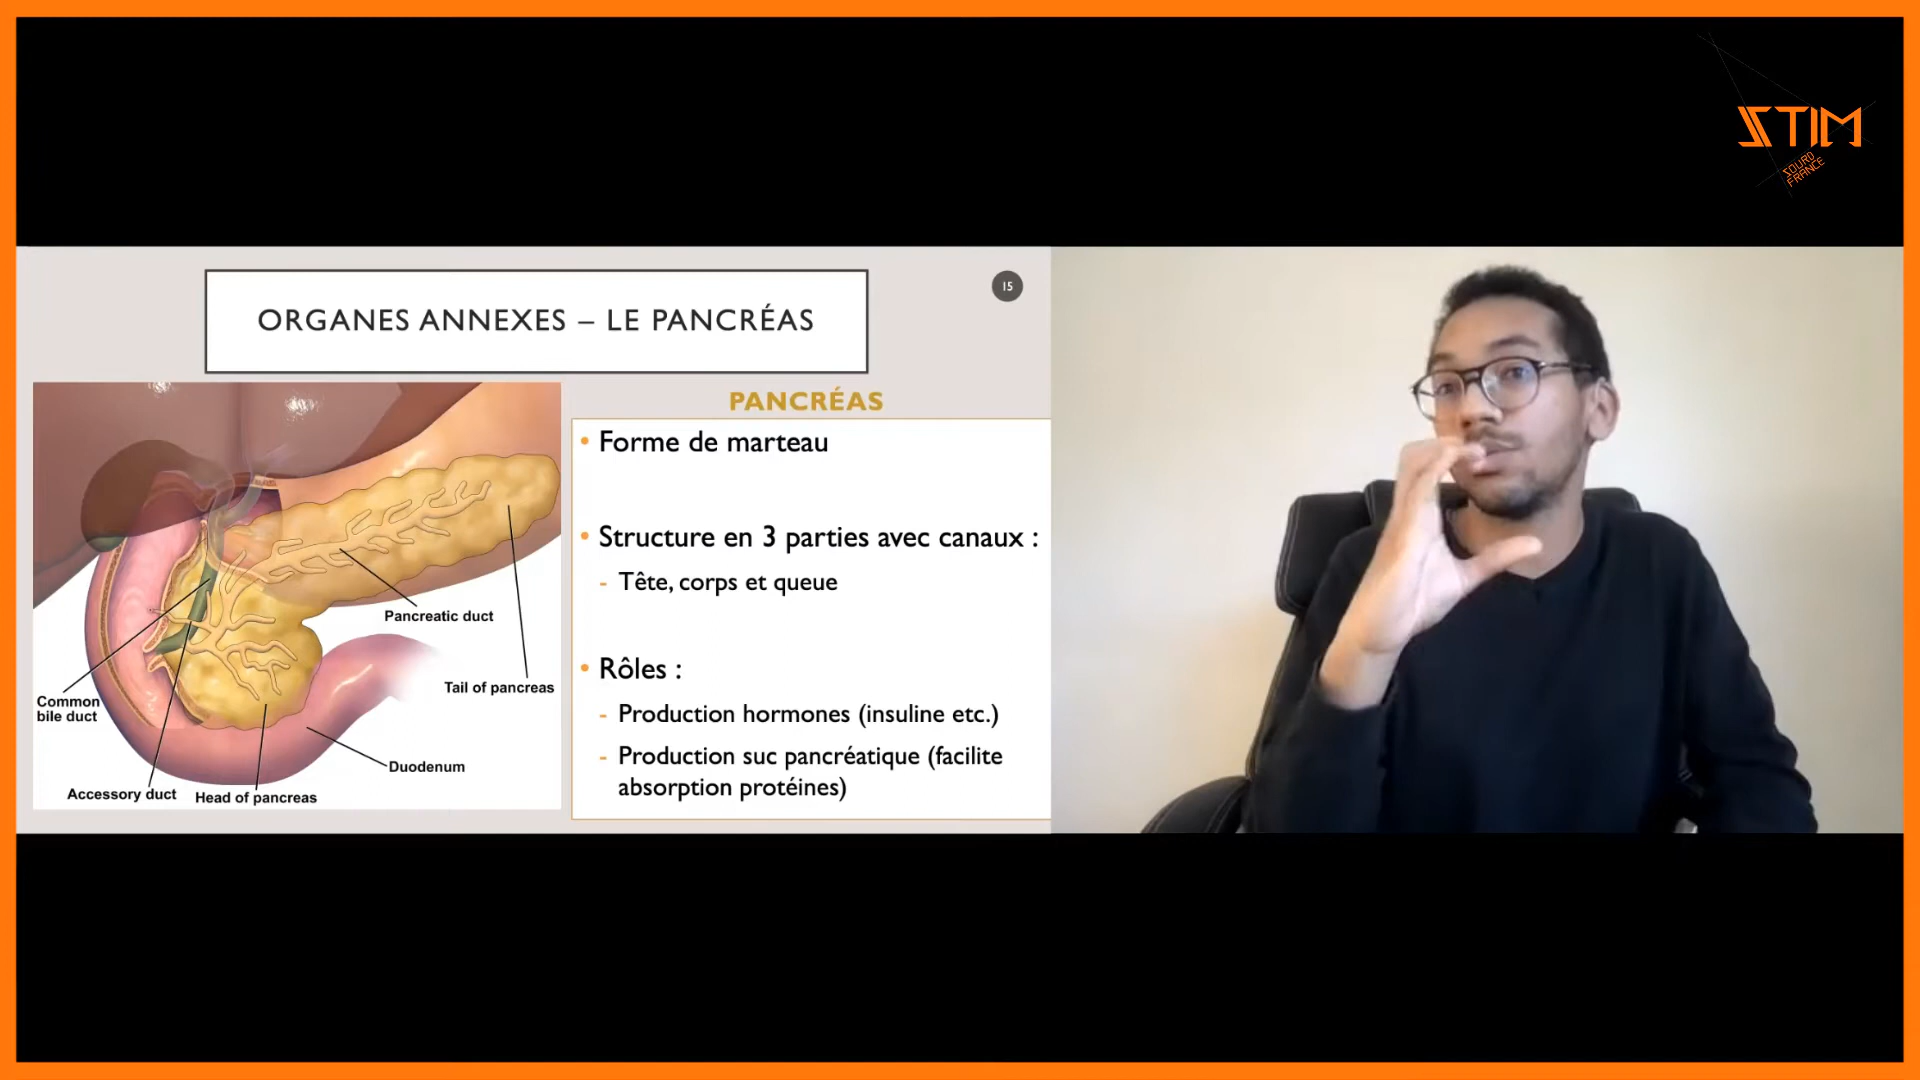 STIM
SOURD
FRANCE
ORGANES ANNEXES – LE PANCRÉAS
15
PANCRÉAS
• Forme de marteau
• Structure en 3 parties avec canaux :
- Tête, corps et queue
• Rôles :
- Production hormones (insuline etc.)
- Production suc pancréatique (facilite
absorption protéines)
Pancreatic duct
Tail of pancreas
Common
bile duct
Duodenum
Accessory duct
Head of pancreas